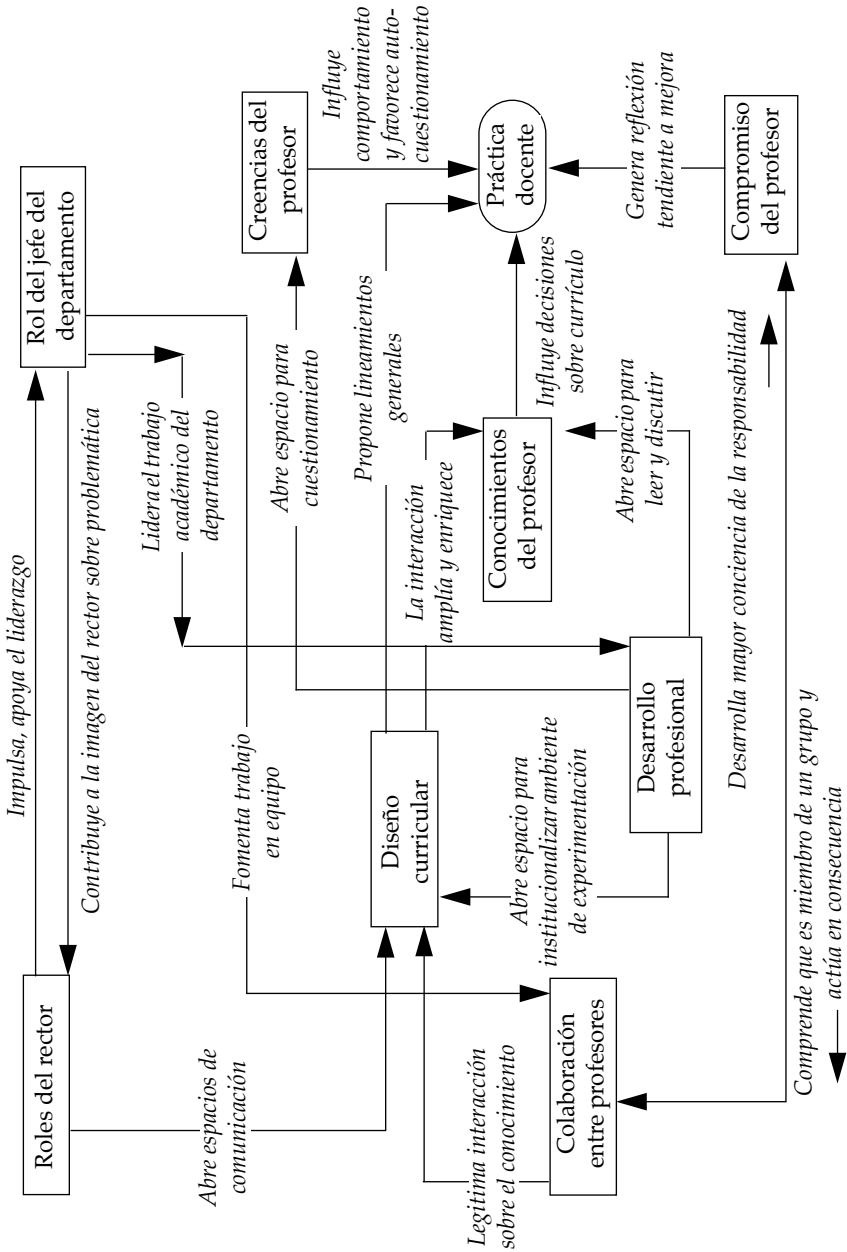 Roles del rector
Impulsa, apoya el liderazgo
Contribuye a la imagen del rector sobre problemática
Rol del jefe del
departamento
Abre espacios de
comunicación
Fomenta trabajo
en equipo
Lidera el trabajo
académico del
departamento
Abre espacio para
cuestionamiento
Creencias del
profesor
Influye
comportamiento
y favorece auto-
cuestionamiento
Propone lineamientos
generales
Diseño
curricular
La interacción
amplía y enriquece
Conocimientos
del profesor
Influye decisiones
sobre currículo
Práctica
docente
Legitima interacción
sobre el conocimiento
Abre espacio para
institucionalizar ambiente
de experimentación
Abre espacio para
leer y discutir
Genera reflexión
tendiente a mejora
Colaboración
entre profesores
Desarrollo
profesional
Compromiso
del profesor
Desarrolla mayor conciencia de la responsabilidad
Comprende que es miembro de un grupo y
actúa en consecuencia